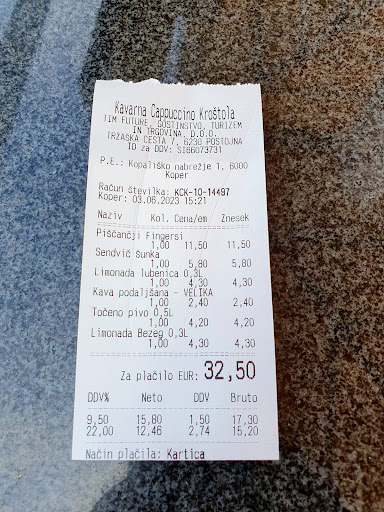 Kavarna Cappuccino Kroštola
TIM FUTURE, GOSTINSTVO, TURIZEM
IN TRGOVINA, D.O.O.
TRŽAŠKA CESTA 7, 6230 POSTOJNA
ID za DDV: SI66073731
P.E.: Kopališko nabrežje 1, 6000
Koper
Račun številka: KCK-10-14497
Koper: 03.06.2023 15:21
Naziv Kol. Cena/em Znesek
Piščančji Fingersi
1,00 11,50 11,50
Sendvič šunka
1,00 5,80 5,80
Limonada lubenica 0,3L
1,00 4,30 4,30
Kava podaljšana - VELIKA
1,00 2,40 2,40
Točeno pivo 0,5L
1,00 4,20 4,20
Limonada Bezeg 0,3L
1,00 4,30 4,30
Za plačilo EUR: 32,50
DDV% Neto DDV Bruto
9,50 15,80 1,50 17,30
22,00 12,46 2,74 15,20
Način plačila: Kartica